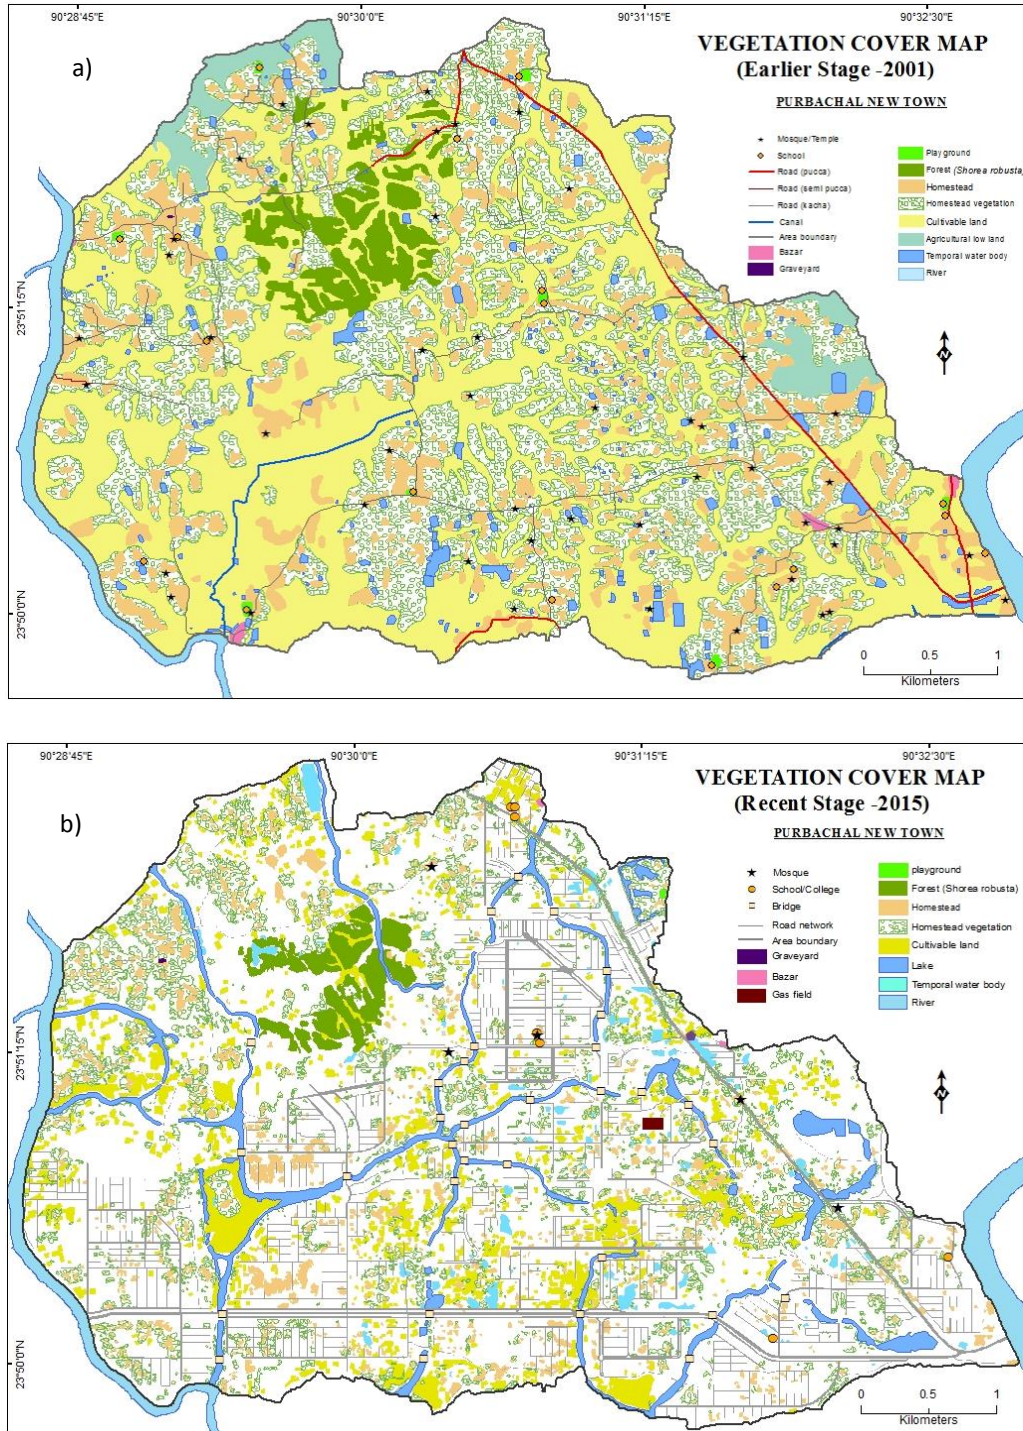 90°28'45"E 90°30'0"E 90°31'15"E 90°32'30"E
a)
VEGETATION COVER MAP
(Earlier Stage -2001)
PURBACHAL NEW TOWN
Mosque/Temple
School
Road (pucca)
Road (semi pucca)
Road (kacha)
Canal
Area boundary
Bazar
Graveyard
Play ground
Forest (Shorea robusta)
Homestead
Homestead vegetation
Cultivable land
Agricultural low land
Temporal water body
River
23°51'15"N
N
23°50'0"N
0 0.5 1
Kilometers
90°28'45"E 90°30'0"E 90°31'15"E 90°32'30"E
b)
VEGETATION COVER MAP
(Recent Stage -2015)
PURBACHAL NEW TOWN
Mosque
School/College
Bridge
Road network
Area boundary
Graveyard
Bazar
Gas field
playground
Forest (Shorea robusta)
Homestead
Homestead vegetation
Cultivable land
Lake
Temporal water body
River
23°51'15"N
N
23°50'0"N
0 0.5 1
Kilometers